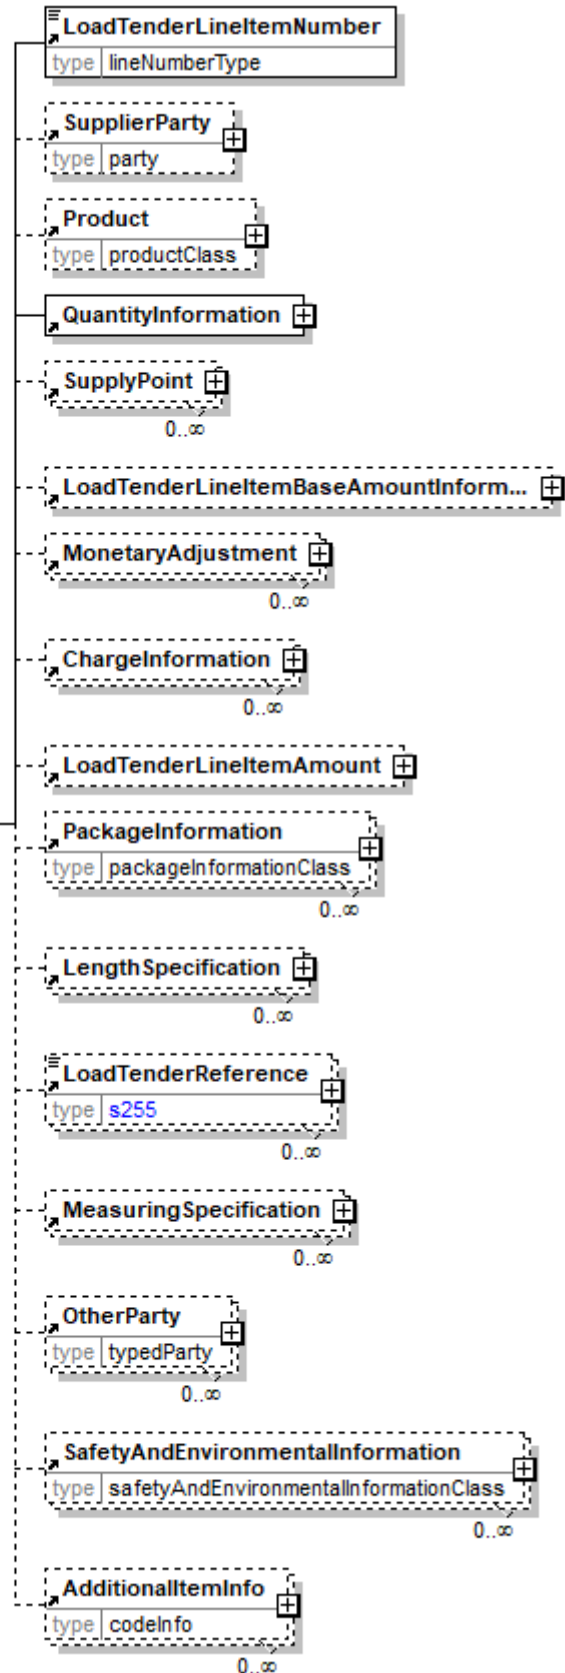 LoadTenderLineItemNumber
type lineNumberType
SupplierParty
type party
Product
type productClass
QuantityInformation
SupplyPoint
0..∞
LoadTenderLineItemBaseAmountInform...
MonetaryAdjustment
0..∞
ChargeInformation
0..∞
LoadTenderLineItemAmount
PackageInformation
type packageInformationClass
0..∞
LengthSpecification
0..∞
LoadTenderReference
type s255
0..∞
MeasuringSpecification
0..∞
OtherParty
type typedParty
0..∞
SafetyAndEnvironmentalInformation
type safetyAndEnvironmentalInformationClass
0..∞
AdditionalItemInfo
type codeInfo
0..∞